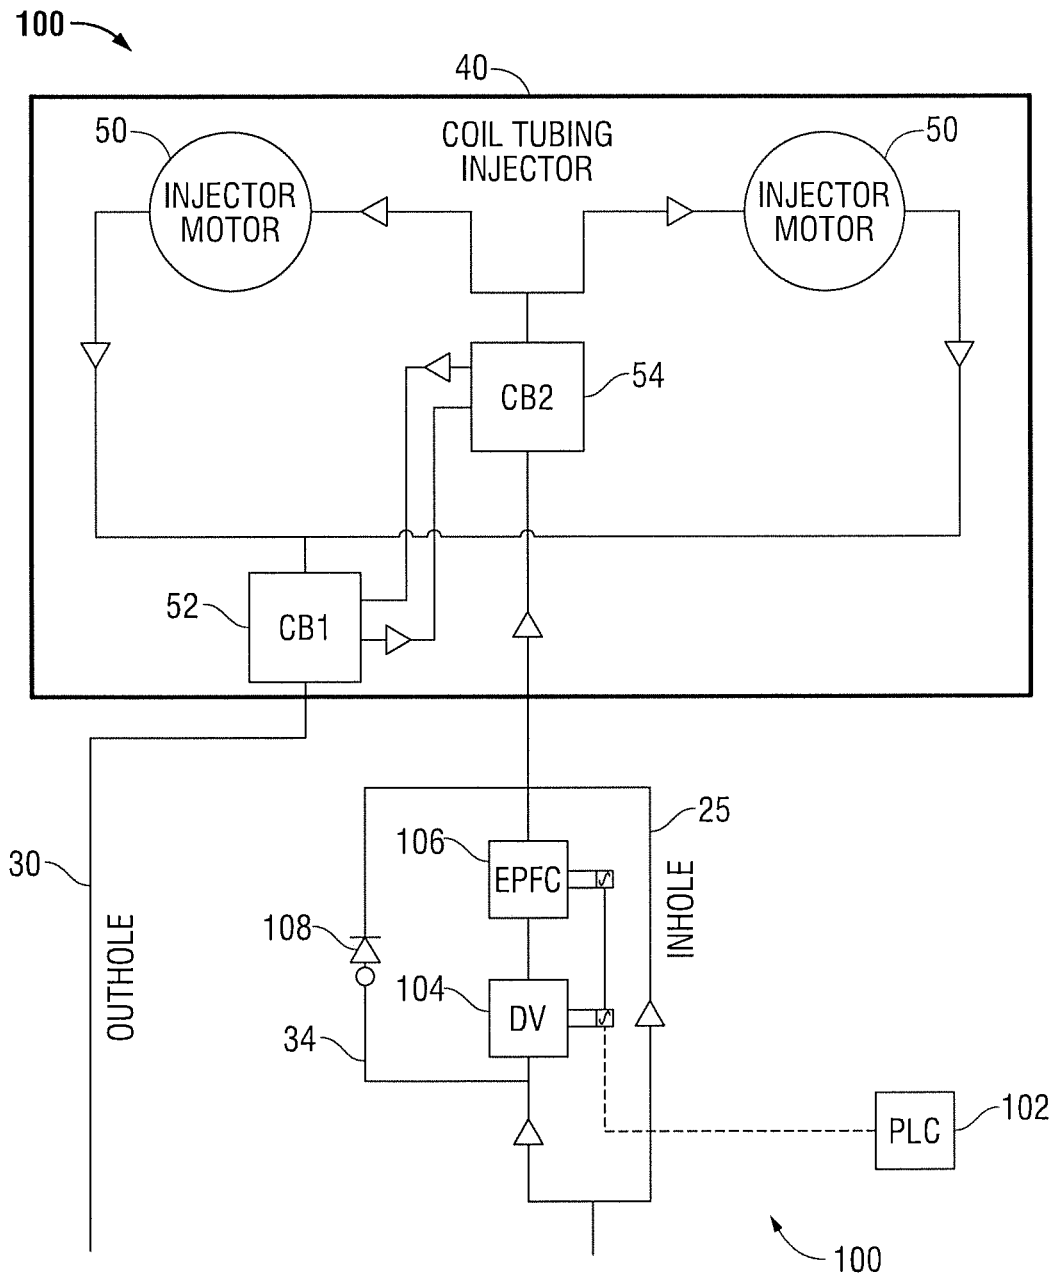 100
40
50
COIL TUBING
INJECTOR
50
INJECTOR
MOTOR
INJECTOR
MOTOR
CB2
54
52
CB1
25
106
EPFC
30
INHOLE
108
OUTHOLE
104
DV
34
PLC
102
100